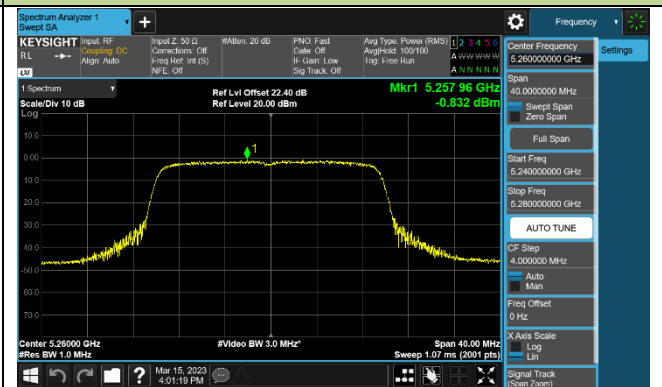 Spectrum Analyzer 1
Swept SA
+
Frequency
KEYSIGHT
RL
Input: RF
Coupling: DC
Align: Auto
Input Z: 50 Ω
Corrections: Off
Freq Ref: Int (S)
NFE: Off
#Atten: 20 dB
PNO: Fast
Gate: Off
IF Gain: Low
Sig Track: Off
Avg Type: Power (RMS)
Avg|Hold: 100/100
Trig: Free Run
1 2 3 4 5 6
A W W W W W
A N N N N N
LXI
1 Spectrum
Scale/Div 10 dB
Log
Ref Lvl Offset 22.40 dB
Ref Level 20.00 dBm
Mkr1 5.257 96 GHz
-0.832 dBm
10.0
0.00
10.0
20.0
30.0
40.0
-50.0
60.0
70.0
1
Center 5.26000 GHz
#Res BW 1.0 MHz
#Video BW 3.0 MHz*
Span 40.00 MHz
Sweep 1.07 ms (2001 pts)
Center Frequency
5.260000000 GHz
Settings
Span
40.0000000 MHz
Swept Span
Zero Span
Full Span
Start Freq
5.240000000 GHz
Stop Freq
5.280000000 GHz
AUTO TUNE
CF Step
4.000000 MHz
Auto
Man
Freq Offset
0 Hz
X Axis Scale
Log
Lin
Signal Track
(Span Zoom)
?
Mar 15, 2023
4:01:19 PM